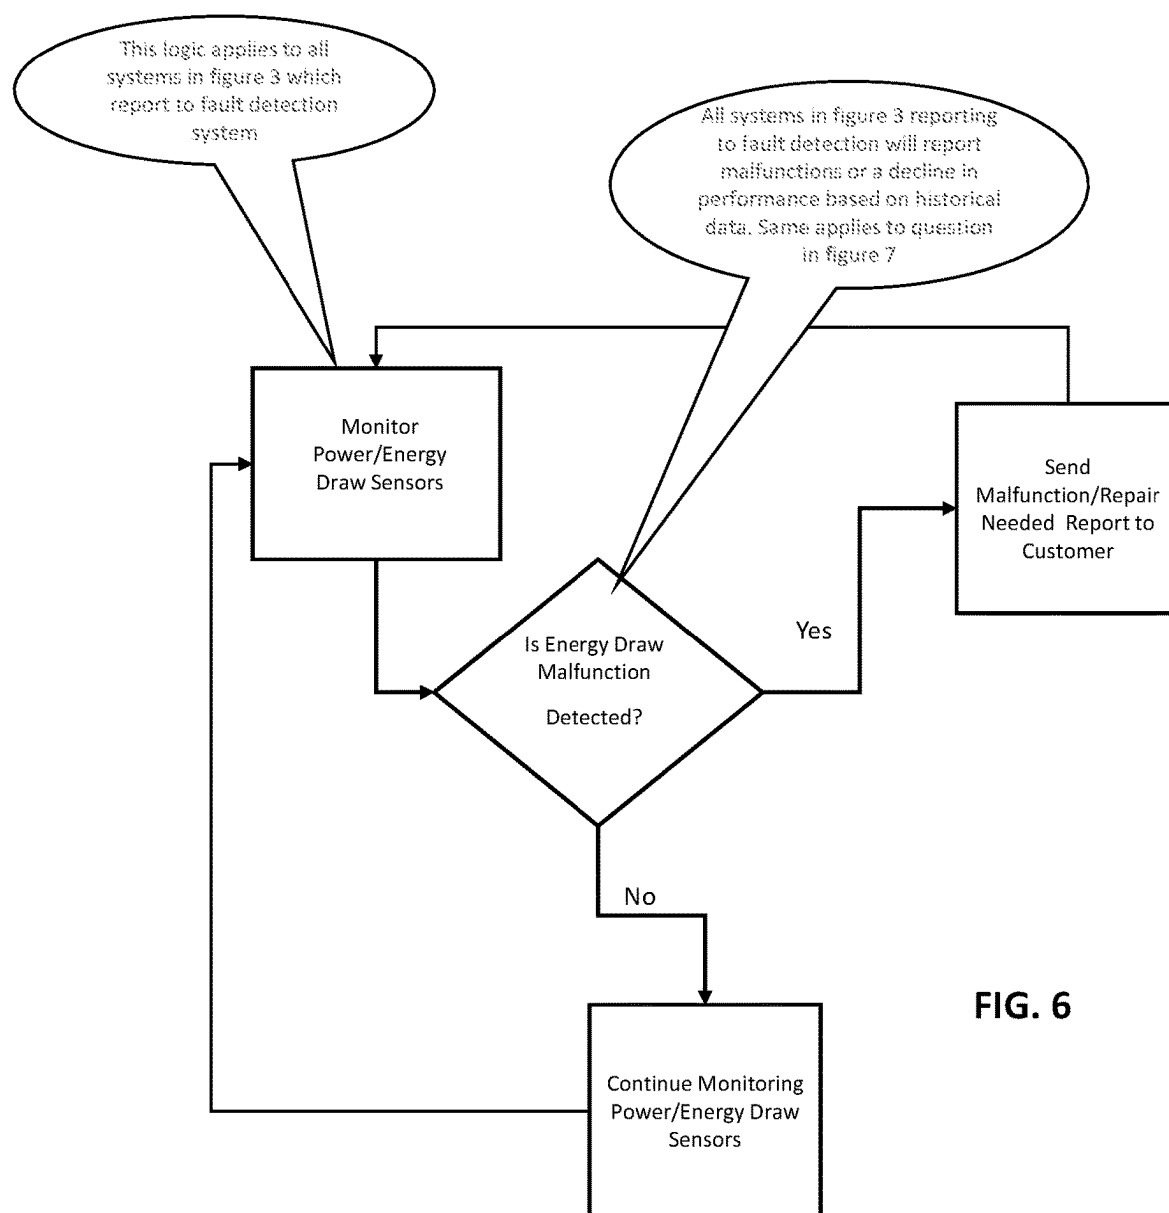 This logic applies to all
systems in figure 3 which
report to fault detection
system
All systems in figure 3 reporting
to fault detection will report
malfunctions or a decline in
performance based on historical
data. Same applies to question
in figure 7
Monitor
Power/Energy
Draw Sensors
Send
Malfunction/Repair
Needed Report to
Customer
Is Energy Draw
Malfunction
Detected?
Yes
No
Continue Monitoring
Power/Energy Draw
Sensors
FIG. 6